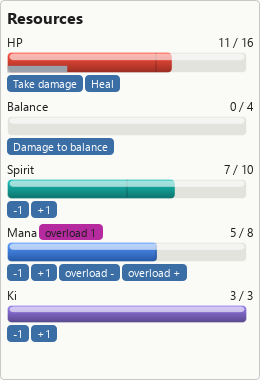 Resources
HP 11 / 16
Take damage Heal
Balance 0 / 4
Damage to balance
Spirit 7 / 10
-1 +1
Mana overload 1 5 / 8
-1 +1 overload - overload +
Ki 3 / 3
-1 +1